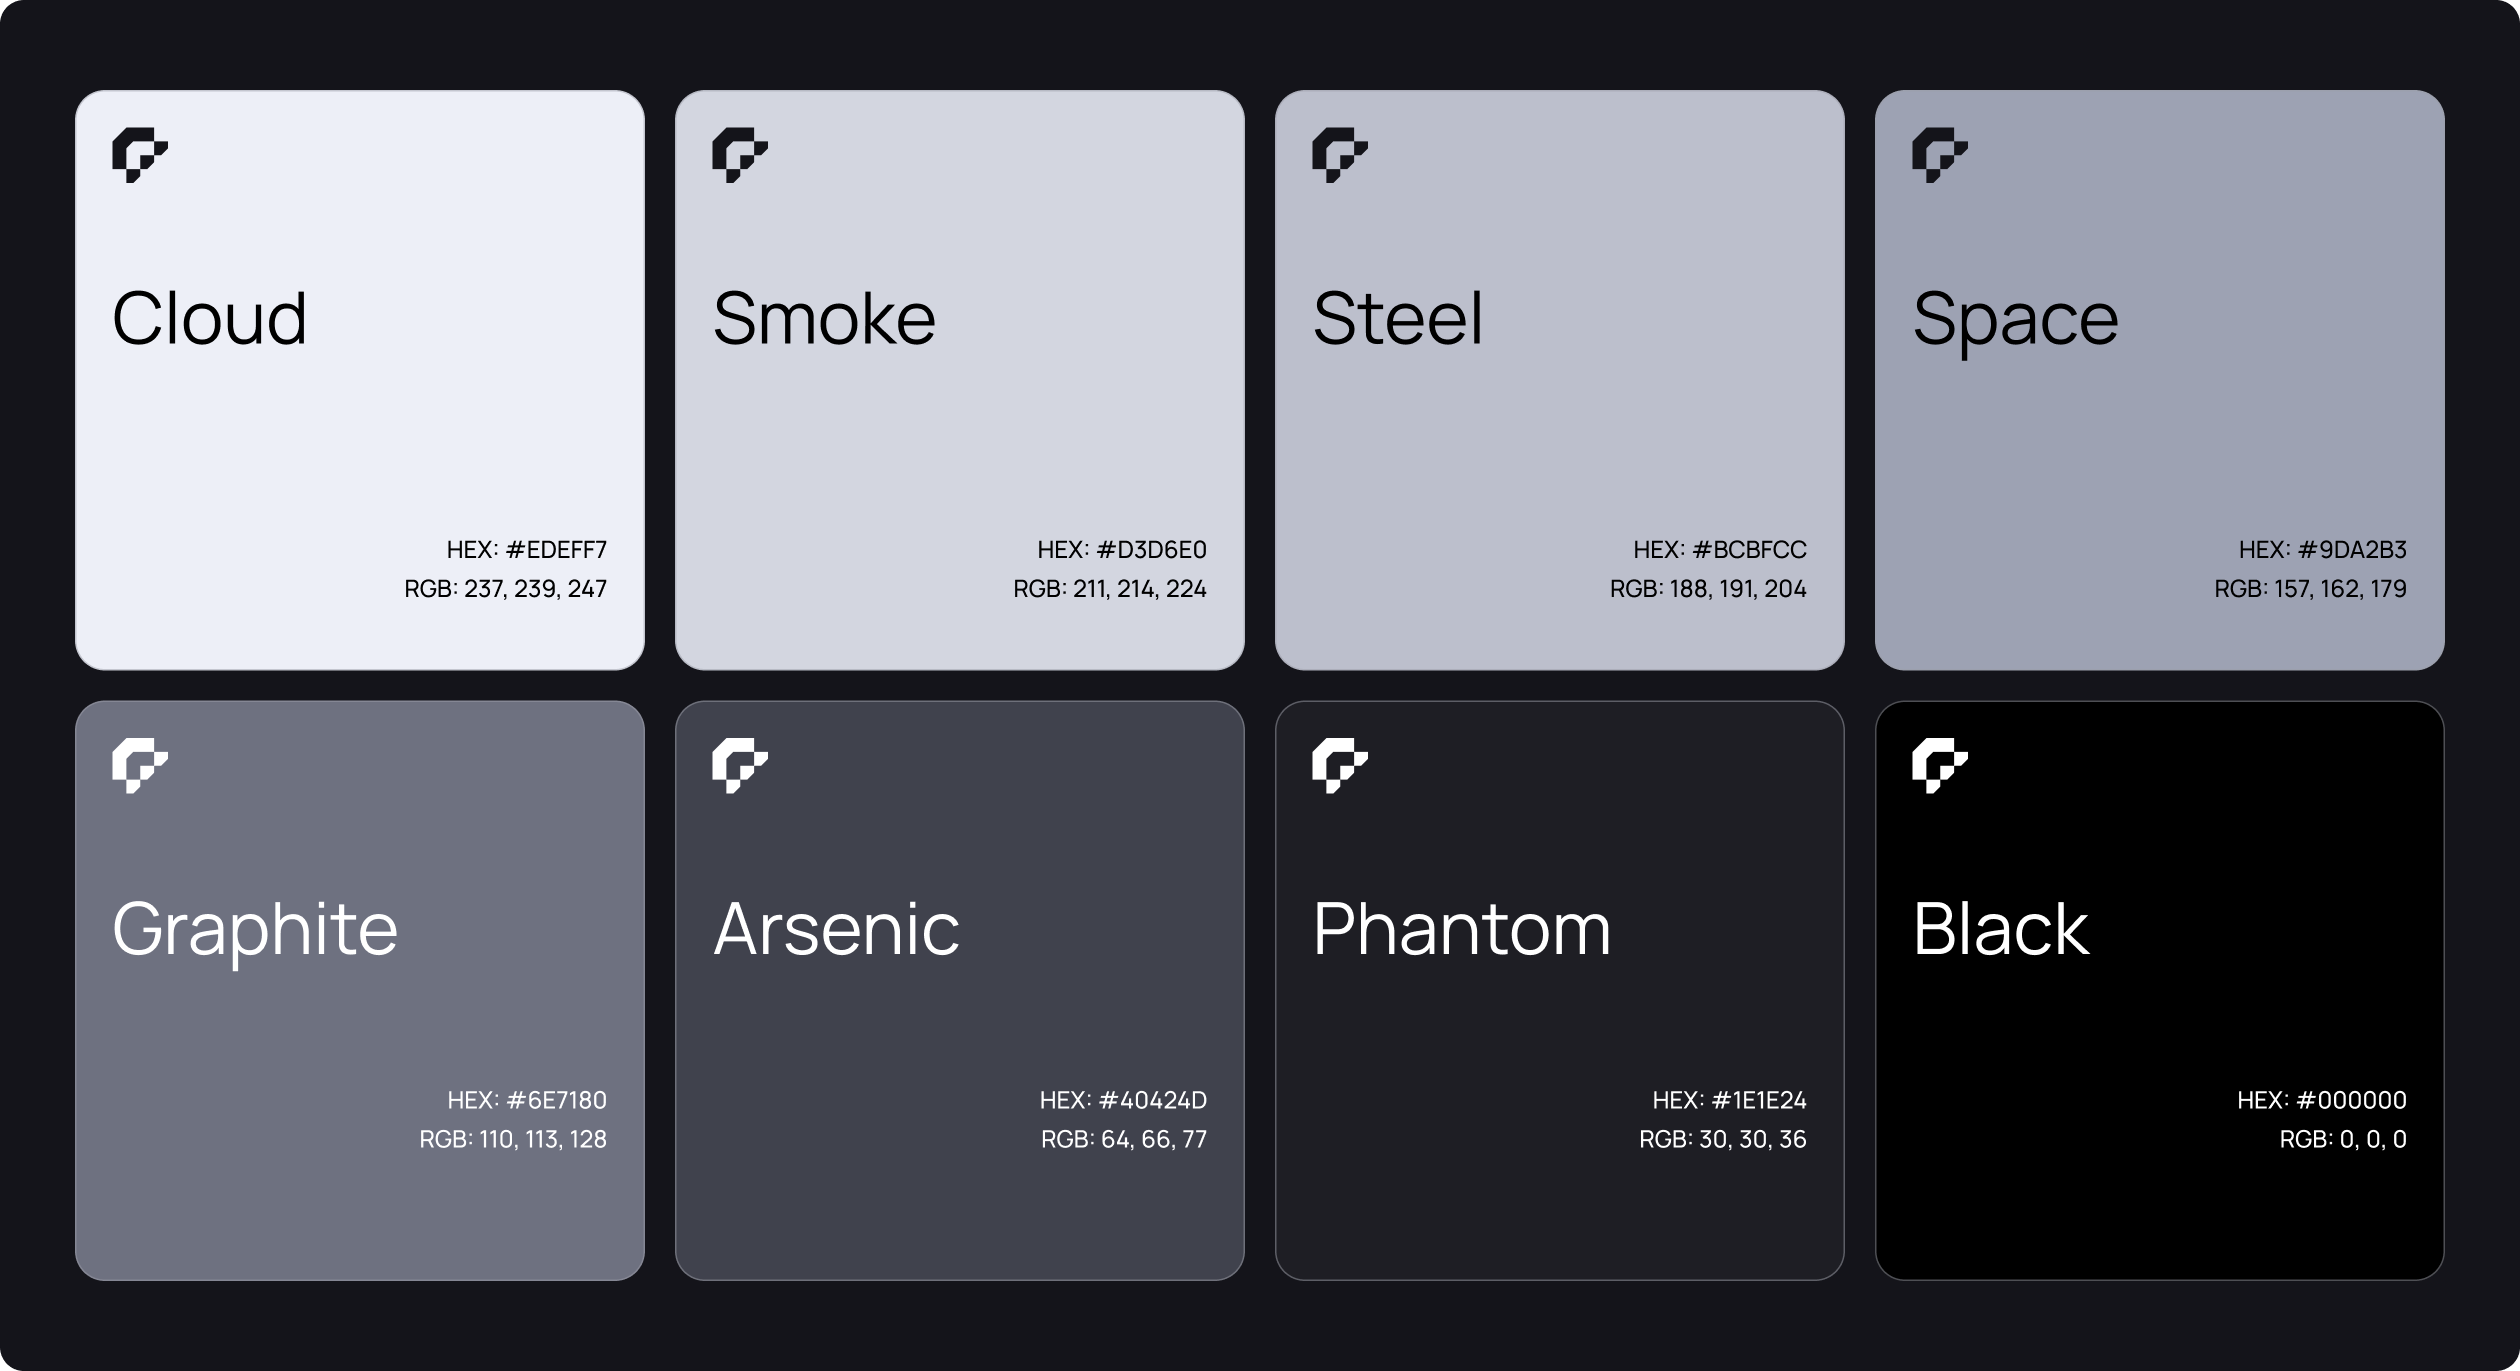 Cloud
HEX: #EDEFF7
RGB: 237, 239, 247
Smoke
HEX: #D3D6E0
RGB: 211, 214, 224
Steel
HEX: #BCBFCC
RGB: 188, 191, 204
Space
HEX: #9DA2B3
RGB: 157, 162, 179
Graphite
HEX: #6E7180
RGB: 110, 113, 128
Arsenic
HEX: #40424D
RGB: 64, 66, 77
Phantom
HEX: #1E1E24
RGB: 30, 30, 36
Black
HEX: #000000
RGB: 0, 0, 0